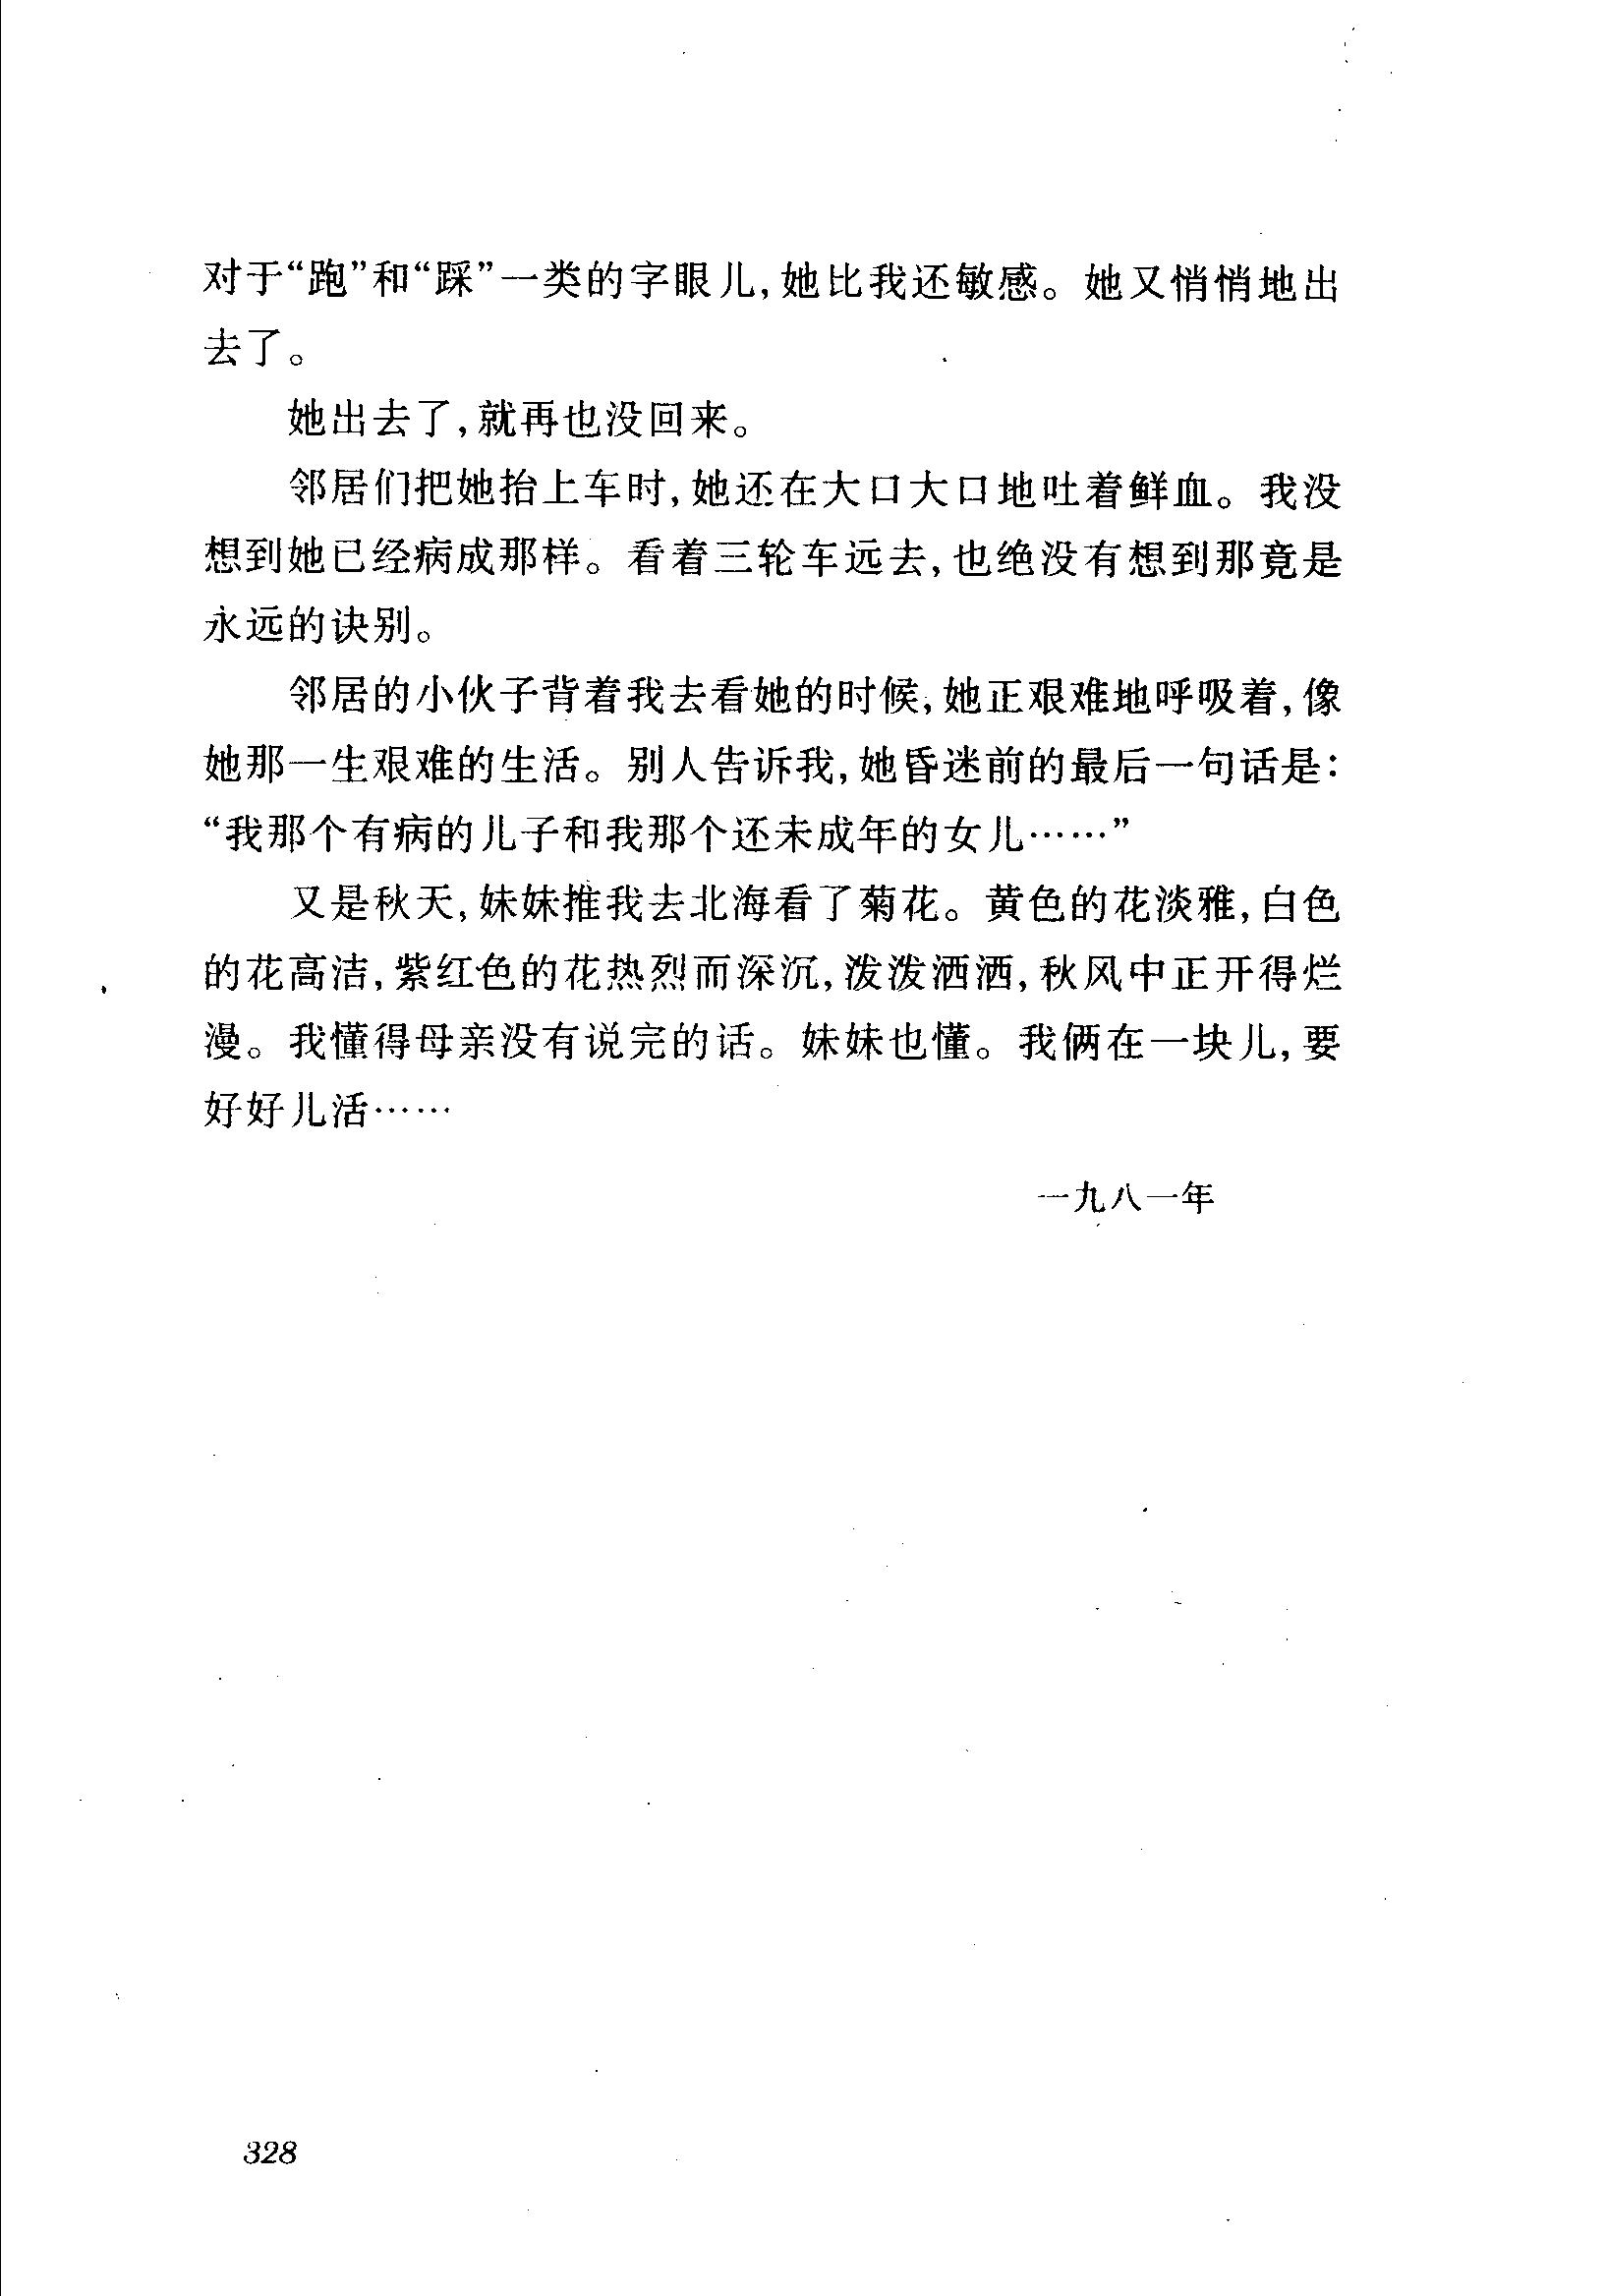 对于“跑”和“踩”一类的字眼儿,她比我还敏感。她又悄悄地出
去了。
她出去了,就再也没回来。
邻居们把她抬上车时,她还在大口大口地吐着鲜血。我没
想到她已经病成那样。看着三轮车远去,也绝没有想到那竟是
永远的诀别。
邻居的小伙子背着我去看她的时候,她正艰难地呼吸着,像
她那一生艰难的生活。别人告诉我,她昏迷前的最后一句话是:
“我那个有病的儿子和我那个还未成年的女儿……”
又是秋天,妹妹推我去北海看了菊花。黄色的花淡雅,白色
的花高洁,紫红色的花热烈而深沉,泼泼洒洒,秋风中正开得烂
漫。我懂得母亲没有说完的话。妹妹也懂。我俩在一块儿,要
好好儿活……
一九八一年
328